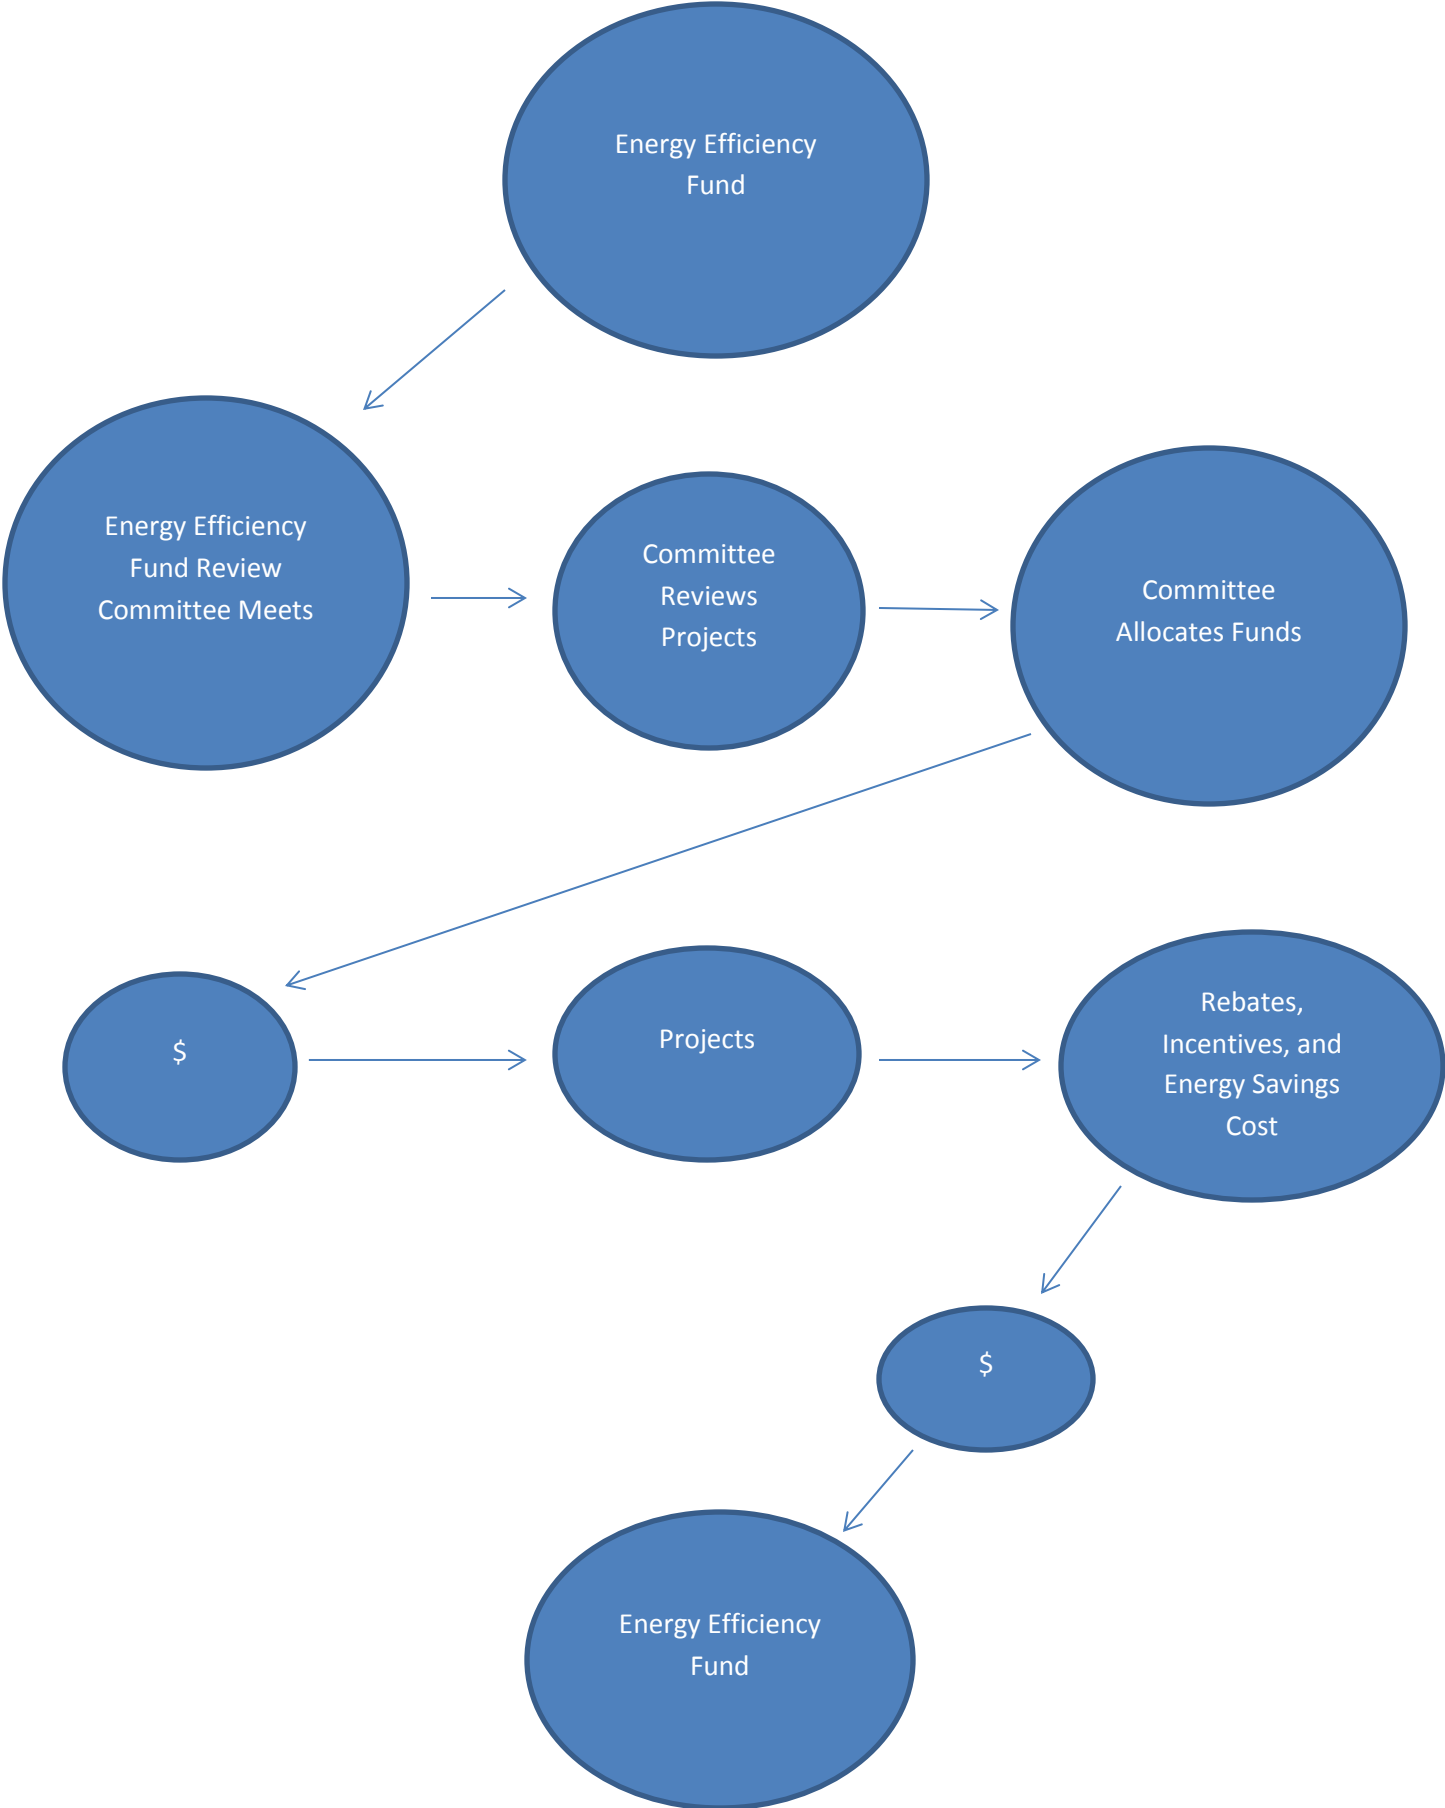 Energy Efficiency
Fund
Energy Efficiency
Fund Review
Committee Meets
Committee
Reviews
Projects
Committee
Allocates Funds
$
Projects
Rebates,
Incentives, and
Energy Savings
Cost
$
Energy Efficiency
Fund